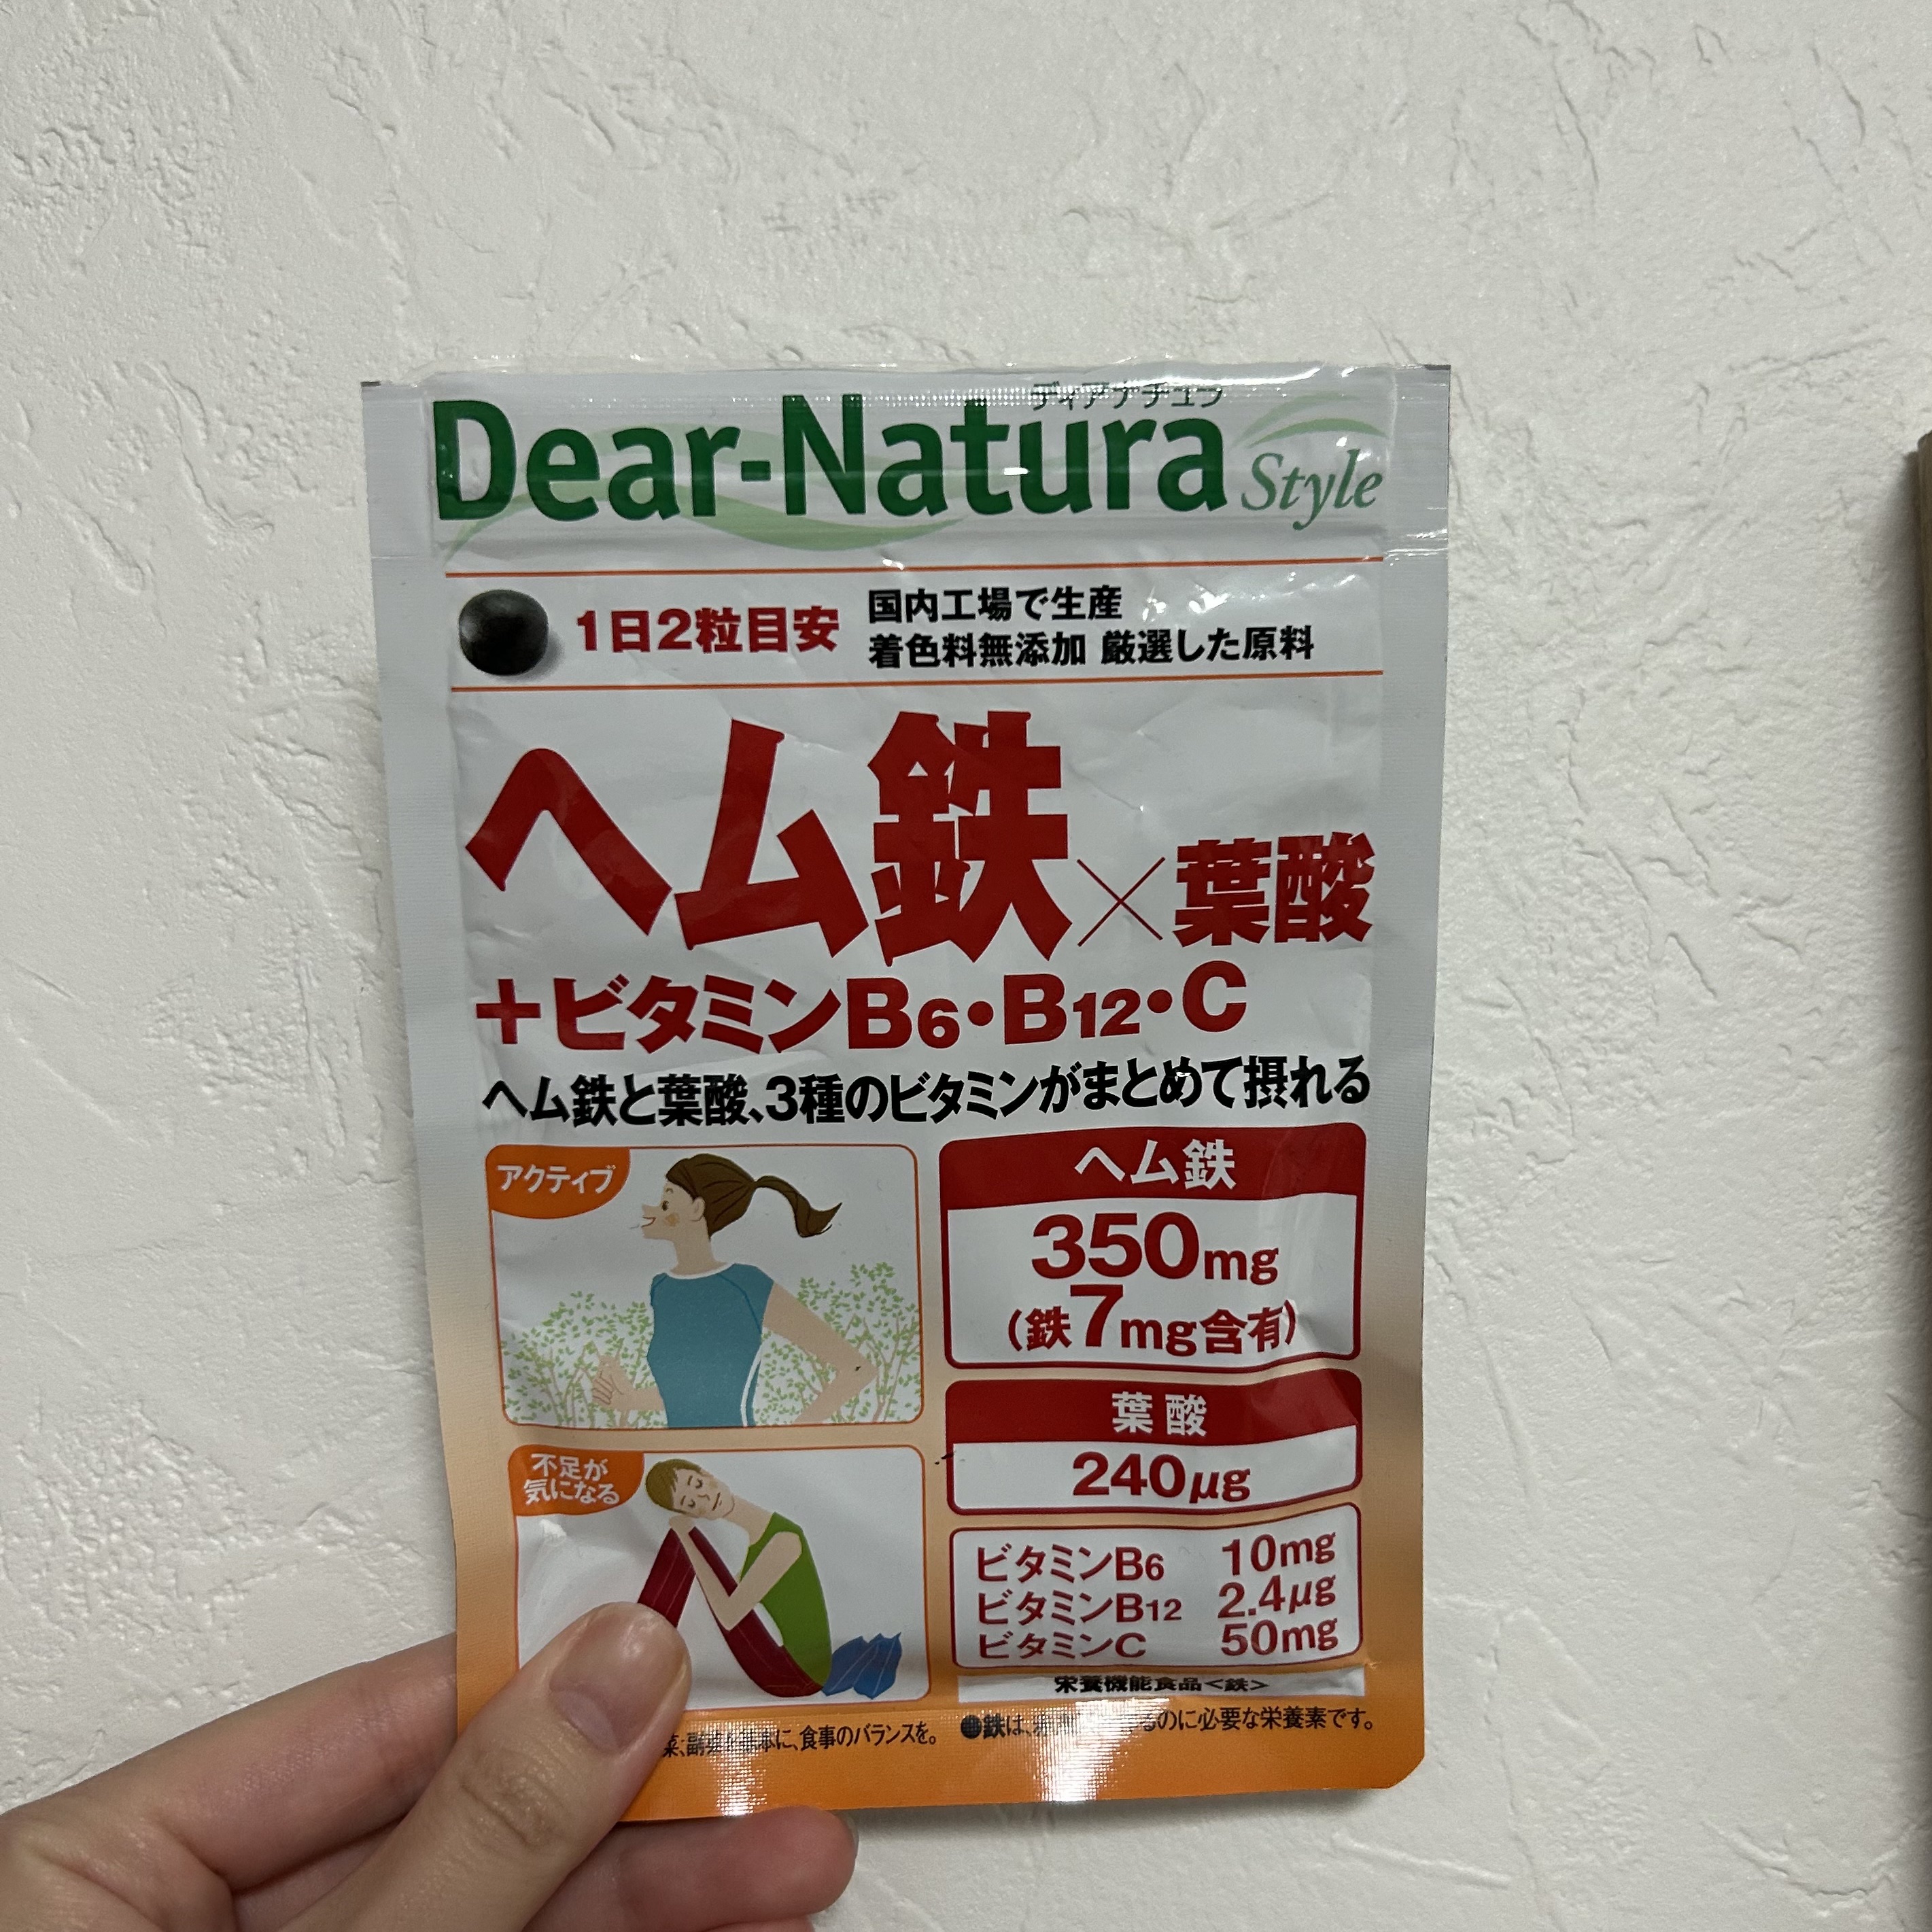 ディアナチュラ
Dear-Natura Style
1日2粒目安
国内工場で生産
着色料無添加 厳選した原料
ヘム鉄×葉酸
+ビタミンB6・B12・C
ヘム鉄と葉酸、3種のビタミンがまとめて摂れる
アクティブ
不足が
気になる
ヘム鉄
350mg
(鉄7mg含有)
葉酸
240μg
ビタミンB6 10mg
ビタミンB12 2.4μg
ビタミンC 50mg
栄養機能食品<鉄>
菜、副菜を基本に、食事のバランスを。
●鉄は、のに必要な栄養素です。